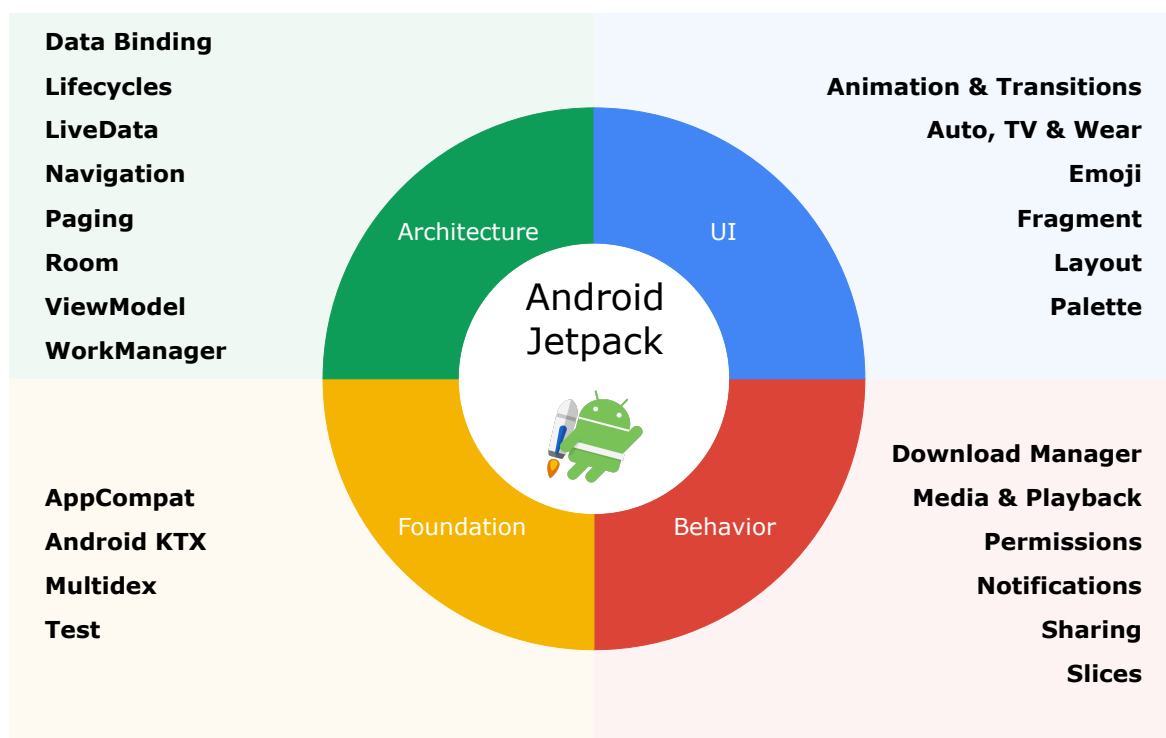 Data Binding
Lifecycles
LiveData
Navigation
Paging
Room
ViewModel
WorkManager
Animation & Transitions
Auto, TV & Wear
Emoji
Fragment
Layout
Palette
Architecture
UI
Android
Jetpack
Foundation
Behavior
AppCompat
Android KTX
Multidex
Test
Download Manager
Media & Playback
Permissions
Notifications
Sharing
Slices